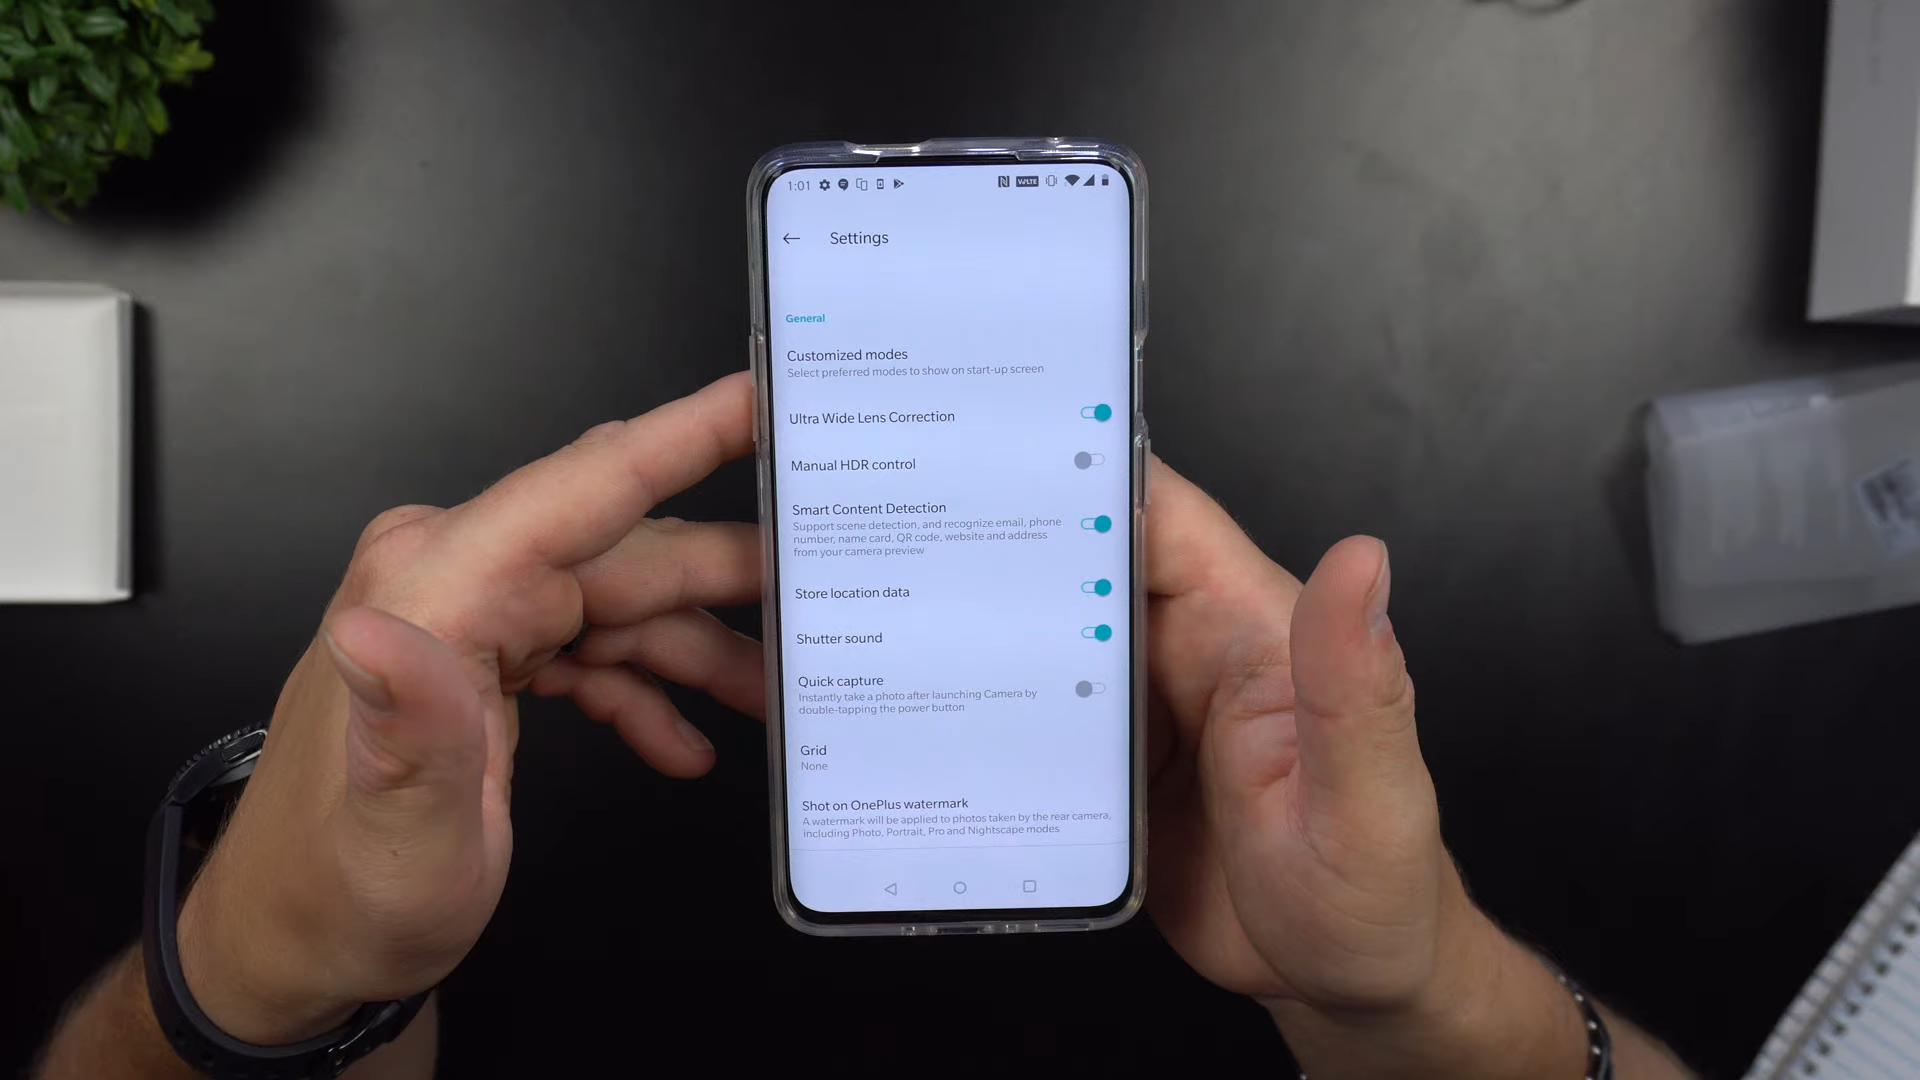 1:01 VoLTE
Settings
General
Customized modes
Select preferred modes to show on start-up screen
Ultra Wide Lens Correction
Manual HDR control
Smart Content Detection
Support scene detection, and recognize email, phone
number, name card, QR code, website and address
from your camera preview
Store location data
Shutter sound
Quick capture
Instantly take a photo after launching Camera by
double-tapping the power button
Grid
None
Shot on OnePlus watermark
A watermark will be applied to photos taken by the rear camera,
including Photo, Portrait, Pro and Nightscape modes